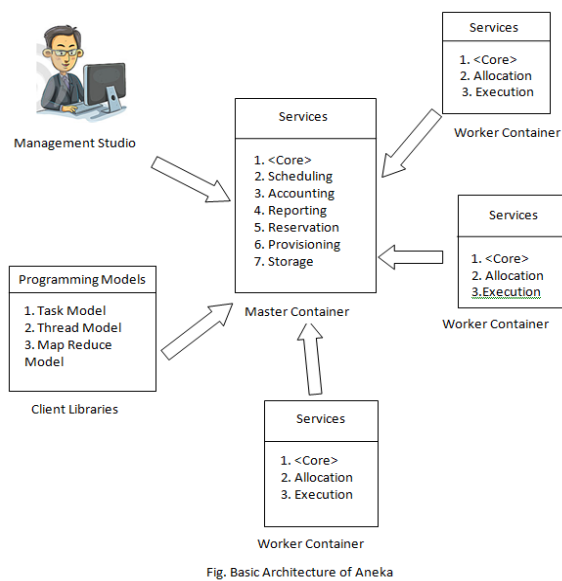 Management Studio
Services
1. <Core>
2. Scheduling
3. Accounting
4. Reporting
5. Reservation
6. Provisioning
7. Storage
Master Container
Services
1. <Core>
2. Allocation
3. Execution
Worker Container
Services
1. <Core>
2. Allocation
3.Execution
Worker Container
Programming Models
1. Task Model
2. Thread Model
3. Map Reduce
Model
Client Libraries
Services
1. <Core>
2. Allocation
3. Execution
Worker Container
Fig. Basic Architecture of Aneka